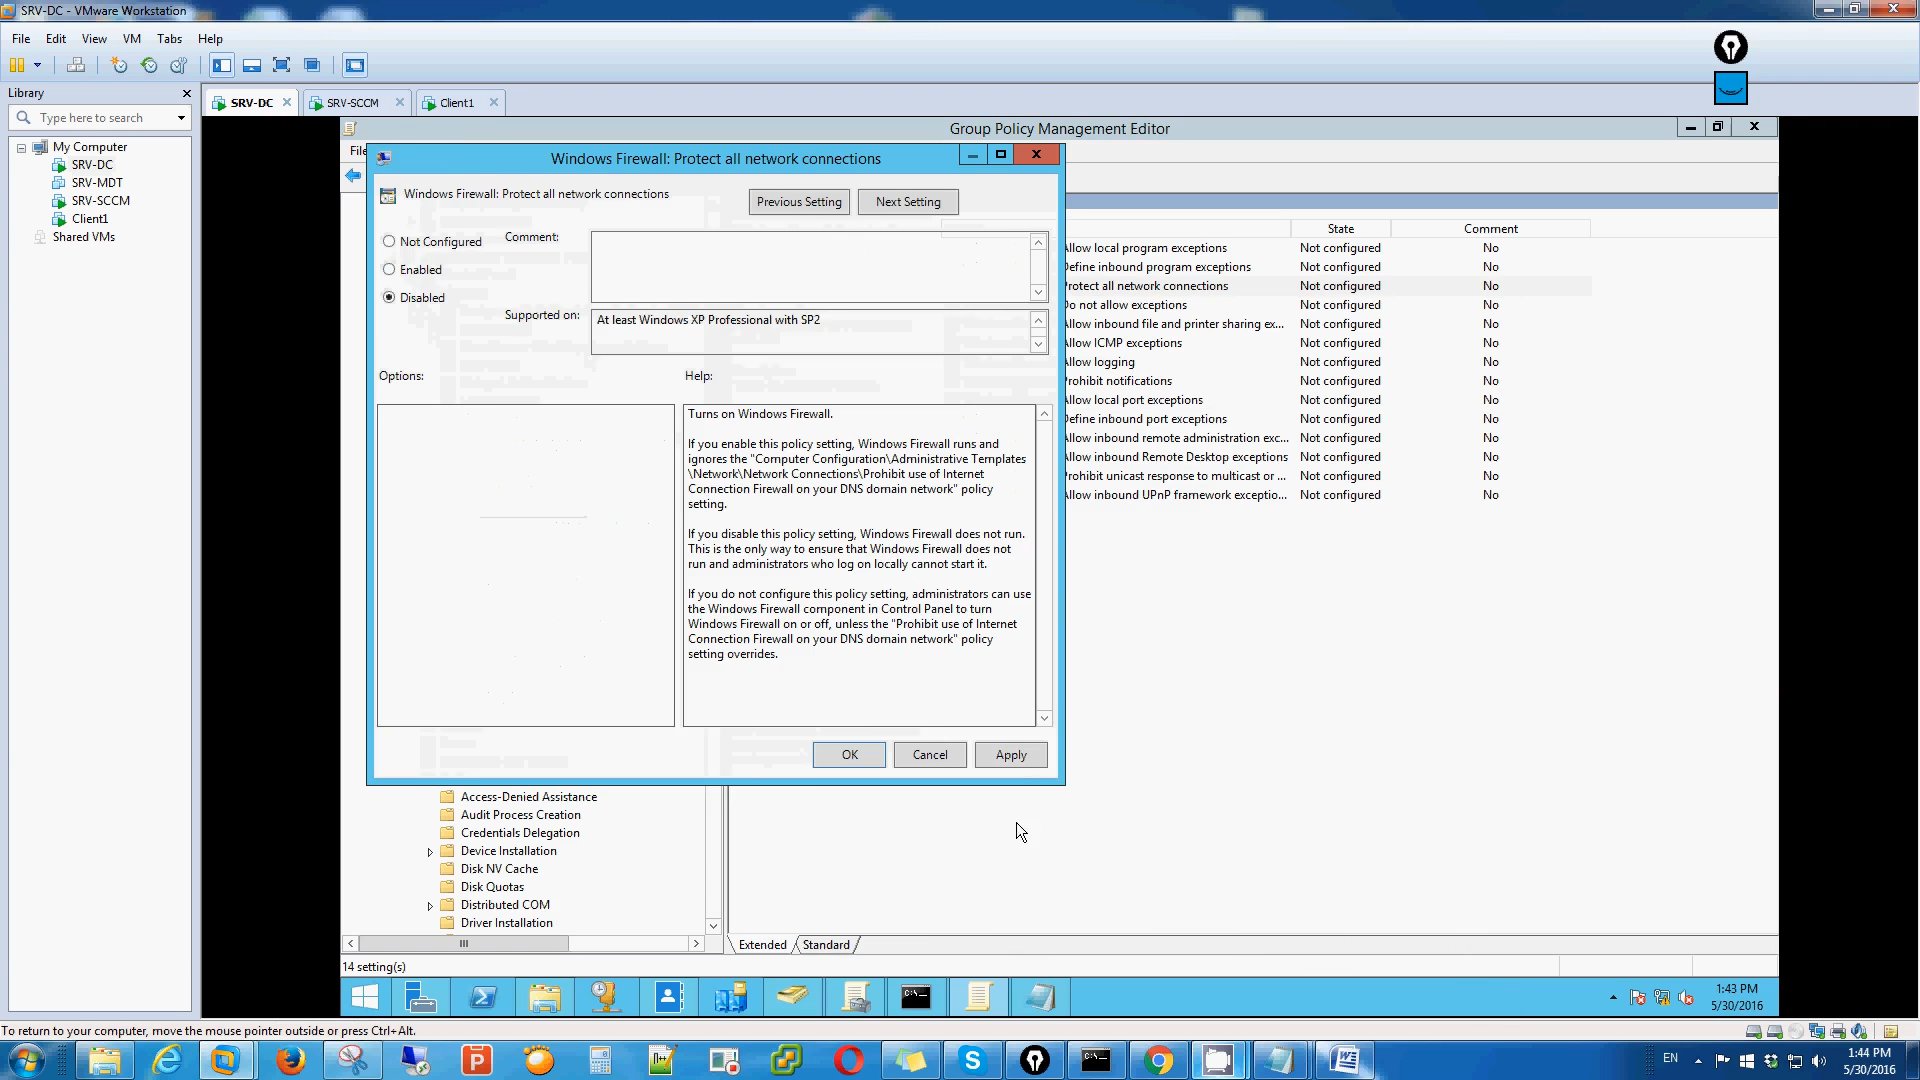 SRV-DC - VMware Workstation
File Edit View VM Tabs Help
Library
Type here to search
My Computer
SRV-DC
SRV-MDT
SRV-SCCM
Client1
Shared VMs
SRV-DC
SRV-SCCM
Client1
Group Policy Management Editor
Windows Firewall: Protect all network connections
Windows Firewall: Protect all network connections
Previous Setting
Next Setting
Not Configured
Enabled
Disabled
Comment:
Supported on:
At least Windows XP Professional with SP2
Options:
Help:
Turns on Windows Firewall.
If you enable this policy setting, Windows Firewall runs and
ignores the "Computer Configuration\Administrative Templates
\Network\Network Connections\Prohibit use of Internet
Connection Firewall on your DNS domain network" policy
setting.
If you disable this policy setting, Windows Firewall does not run.
This is the only way to ensure that Windows Firewall does not
run and administrators who log on locally cannot start it.
If you do not configure this policy setting, administrators can use
the Windows Firewall component in Control Panel to turn
Windows Firewall on or off, unless the "Prohibit use of Internet
Connection Firewall on your DNS domain network" policy
setting overrides.
OK
Cancel
Apply
State Comment
Allow local program exceptions Not configured No
Define inbound program exceptions Not configured No
Protect all network connections Not configured No
Do not allow exceptions Not configured No
Allow inbound file and printer sharing ex... Not configured No
Allow ICMP exceptions Not configured No
Allow logging Not configured No
Prohibit notifications Not configured No
Allow local port exceptions Not configured No
Define inbound port exceptions Not configured No
Allow inbound remote administration exc... Not configured No
Allow inbound Remote Desktop exceptions Not configured No
Prohibit unicast response to multicast or ... Not configured No
Allow inbound UPnP framework exceptio... Not configured No
Access-Denied Assistance
Audit Process Creation
Credentials Delegation
Device Installation
Disk NV Cache
Disk Quotas
Distributed COM
Driver Installation
Extended
Standard
14 setting(s)
1:43 PM
5/30/2016
To return to your computer, move the mouse pointer outside or press Ctrl+Alt.
EN
1:44 PM
5/30/2016